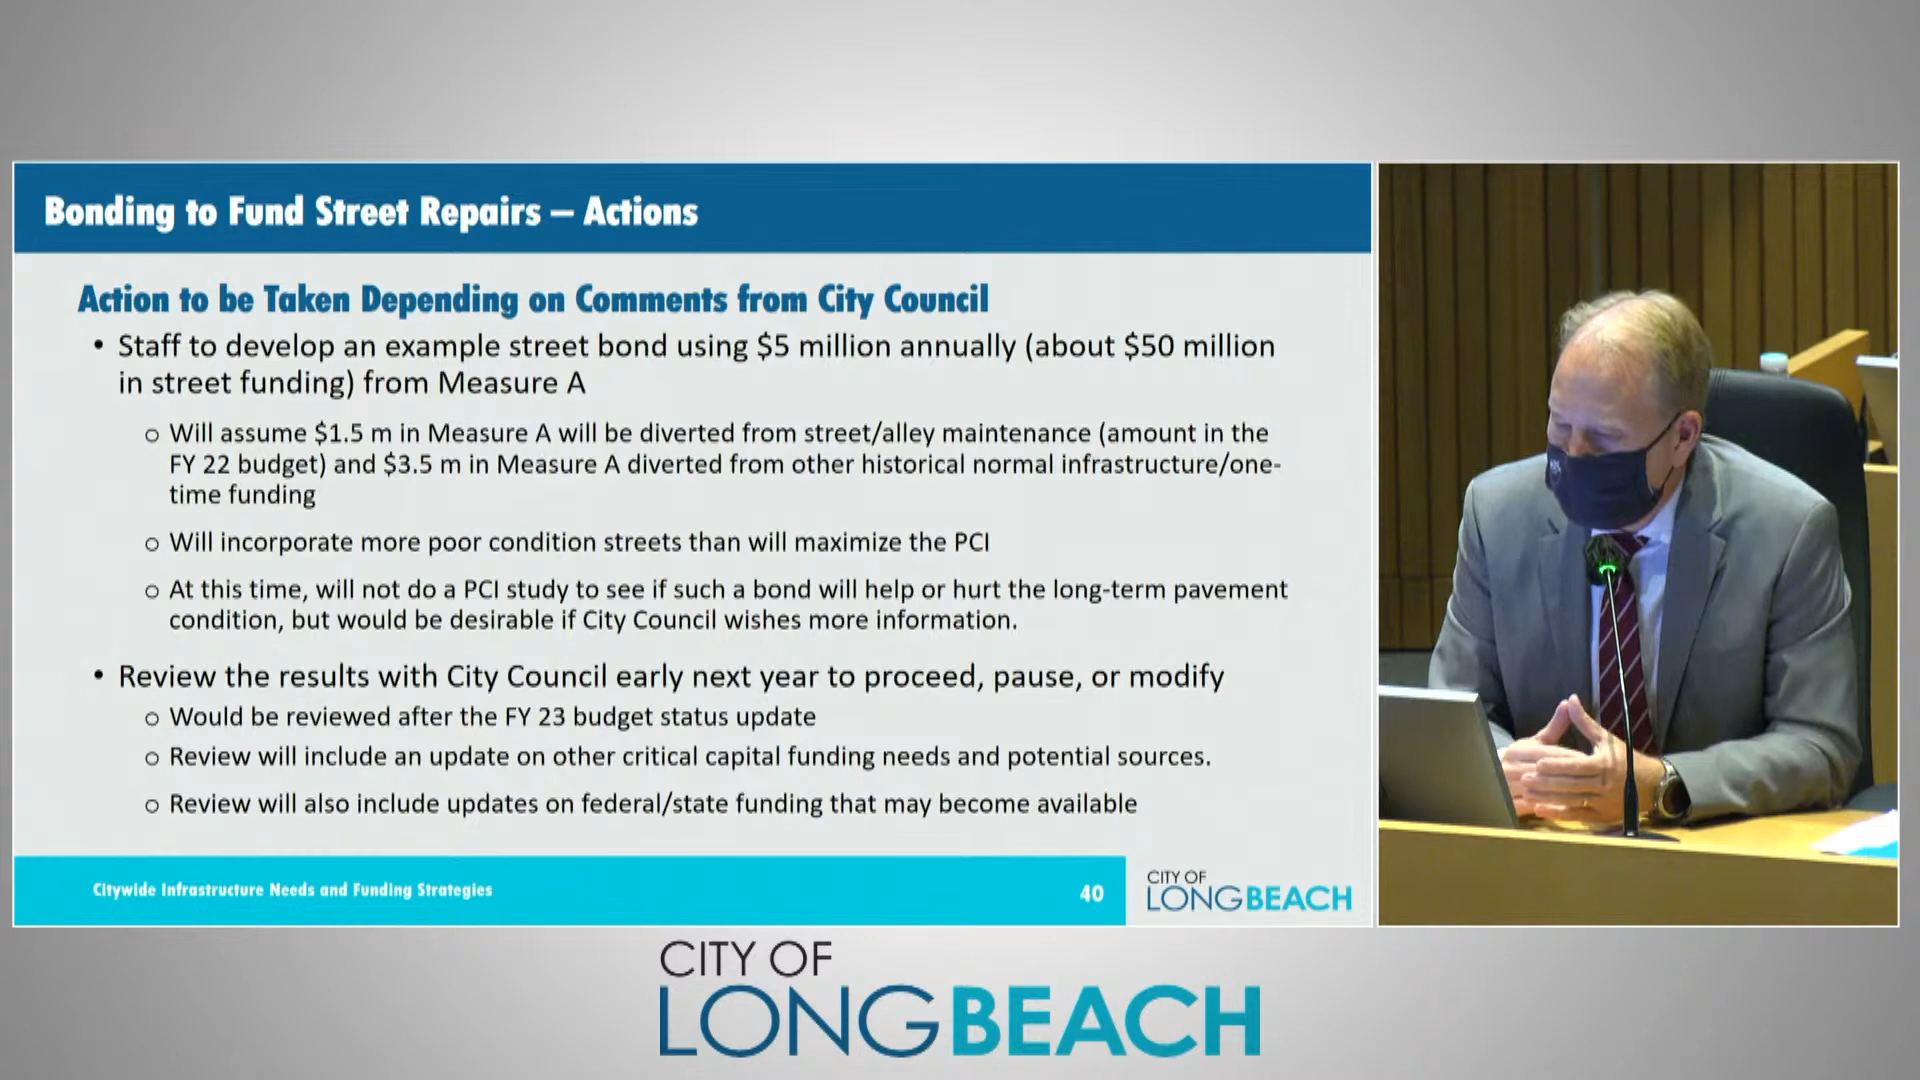 Bonding to Fund Street Repairs – Actions
Action to be Taken Depending on Comments from City Council
• Staff to develop an example street bond using $5 million annually (about $50 million
in street funding) from Measure A
o Will assume $1.5 m in Measure A will be diverted from street/alley maintenance (amount in the
FY 22 budget) and $3.5 m in Measure A diverted from other historical normal infrastructure/one-
time funding
o Will incorporate more poor condition streets than will maximize the PCI
o At this time, will not do a PCI study to see if such a bond will help or hurt the long-term pavement
condition, but would be desirable if City Council wishes more information.
• Review the results with City Council early next year to proceed, pause, or modify
o Would be reviewed after the FY 23 budget status update
o Review will include an update on other critical capital funding needs and potential sources.
o Review will also include updates on federal/state funding that may become available
Citywide Infrastructure Needs and Funding Strategies
40
CITY OF
LONGBEACH
CITY OF
LONGBEACH